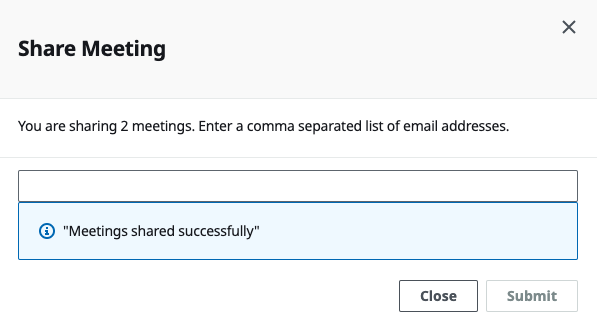 Share Meeting
You are sharing 2 meetings. Enter a comma separated list of email addresses.
"Meetings shared successfully"
Close
Submit